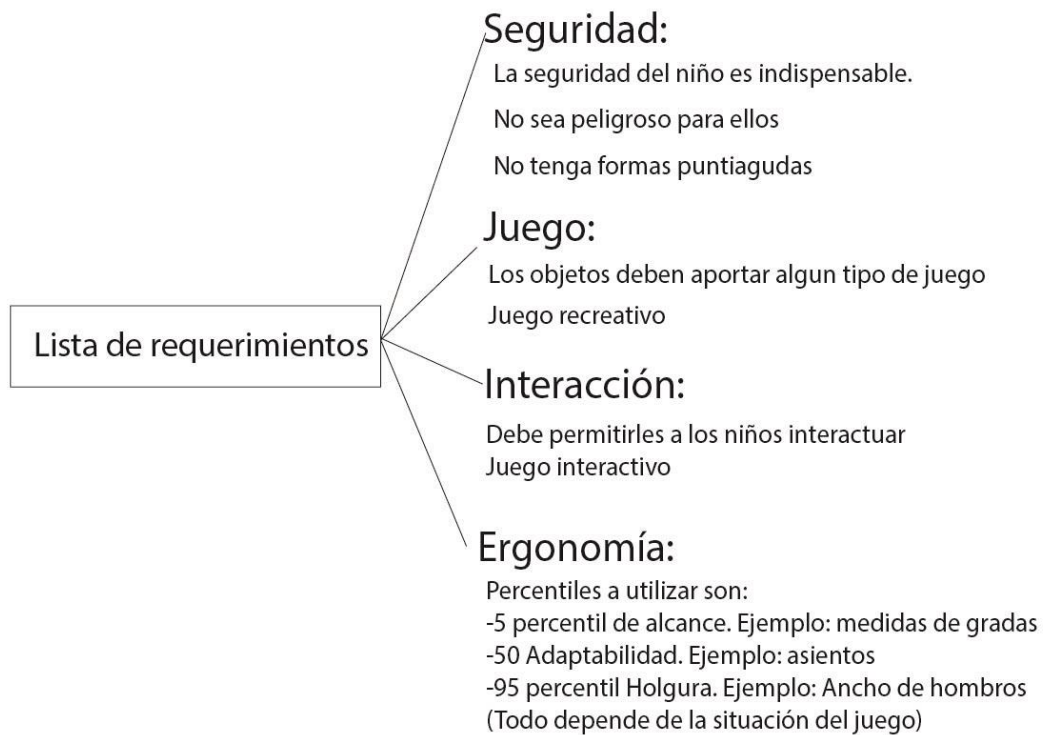 Lista de requerimientos
Seguridad:
La seguridad del niño es indispensable.
No sea peligroso para ellos
No tenga formas puntiagudas
Juego:
Los objetos deben aportar algun tipo de juego
Juego recreativo
Interacción:
Debe permitirles a los niños interactuar
Juego interactivo
Ergonomía:
Percentiles a utilizar son:
-5 percentil de alcance. Ejemplo: medidas de gradas
-50 Adaptabilidad. Ejemplo: asientos
-95 percentil Holgura. Ejemplo: Ancho de hombros
(Todo depende de la situación del juego)